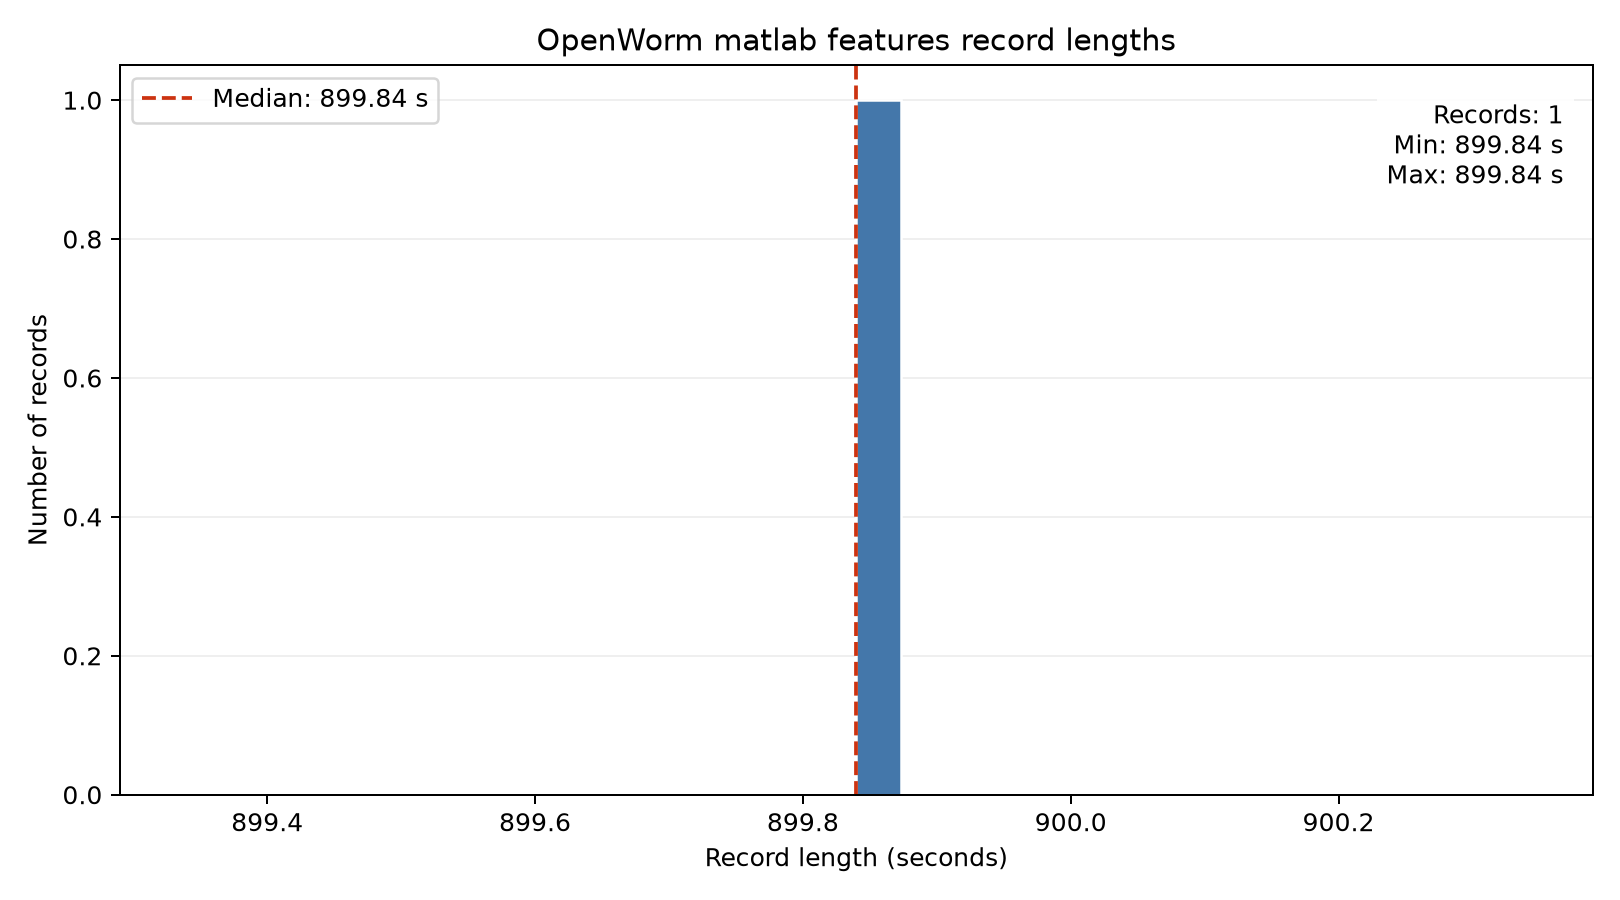 OpenWorm matlab features record lengths
Median: 899.84 s
Records: 1
Min: 899.84 s
Max: 899.84 s
Number of records
1.0
0.8
0.6
0.4
0.2
0.0
899.4 899.6 899.8 900.0 900.2
Record length (seconds)